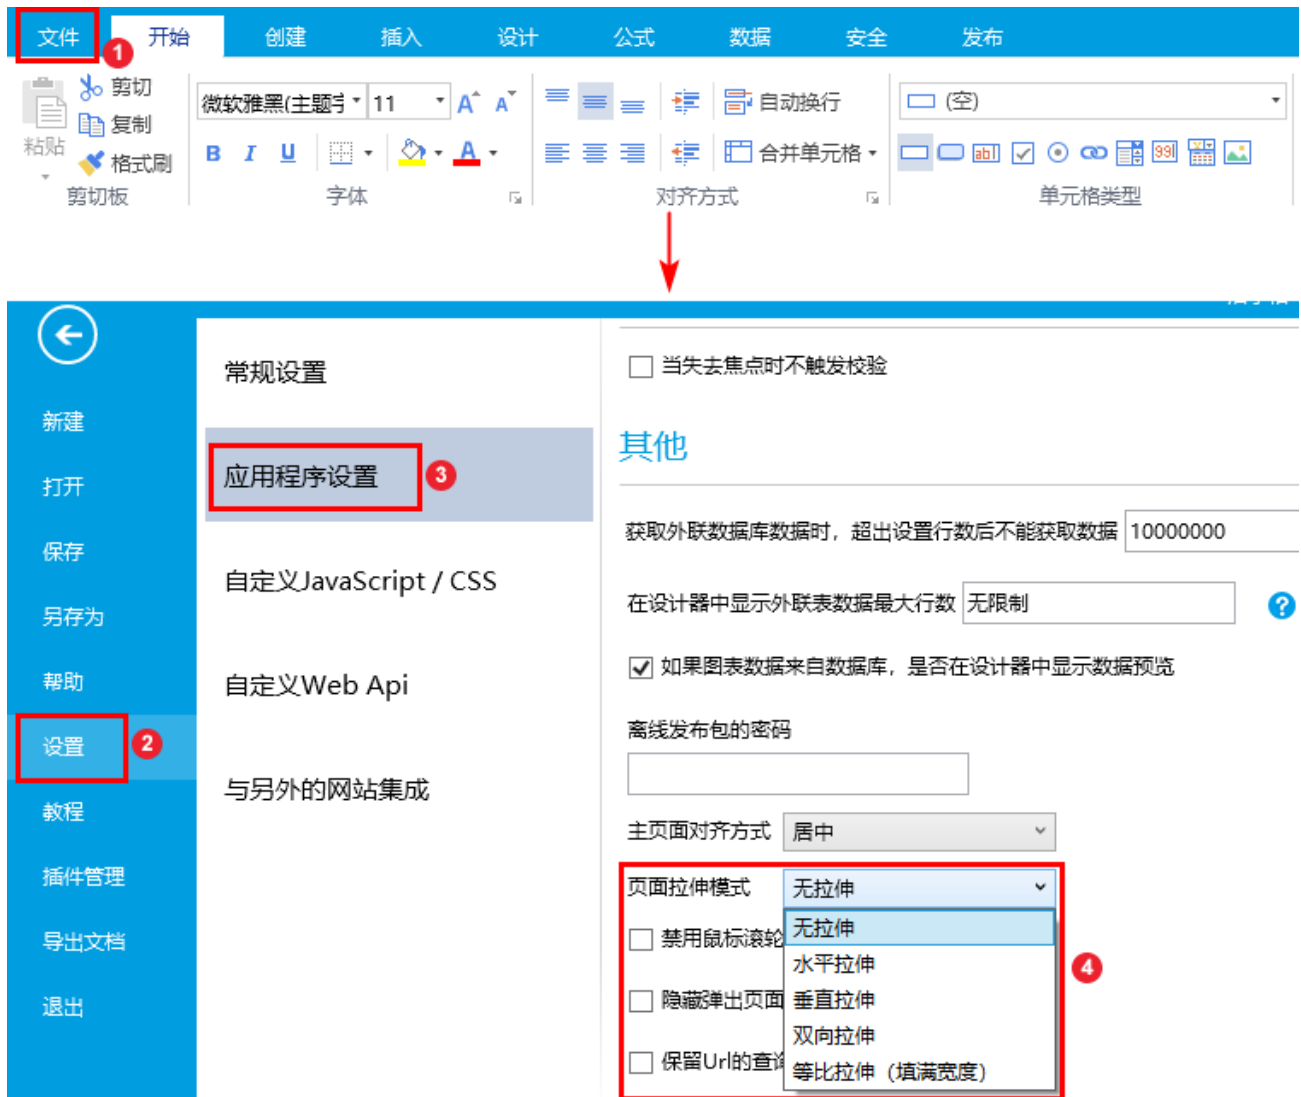 文件 开始 创建 插入 设计 公式 数据 安全 发布
1
剪切
复制
粘贴
格式刷
剪切板
微软雅黑(主题字 11 A A
B I U A
字体
自动换行
合并单元格
对齐方式
(空)
ab 99
单元格类型
新建
打开
保存
另存为
帮助
设置 2
教程
插件管理
导出文档
退出
常规设置
应用程序设置 3
自定义JavaScript / CSS
自定义Web Api
与另外的网站集成
当失去焦点时不触发校验
其他
获取外联数据库数据时，超出设置行数后不能获取数据 10000000
在设计器中显示外联表数据最大行数 无限制 ?
如果图表数据来自数据库，是否在设计器中显示数据预览
离线发布包的密码
主页面对齐方式 居中
页面拉伸模式 无拉伸
禁用鼠标滚轮
隐藏弹出页面
保留Url的查
无拉伸
水平拉伸
垂直拉伸
双向拉伸
等比拉伸（填满宽度）
4